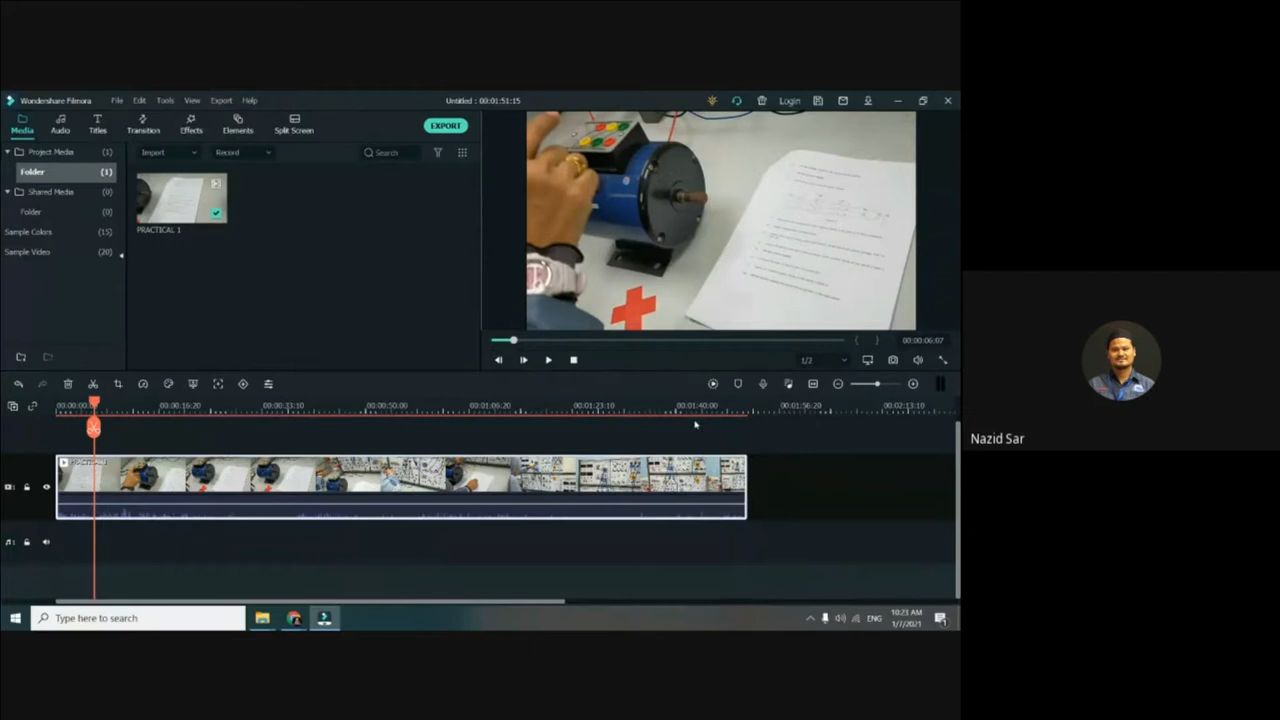 Wondershare Filmora File Edit Tools View Export Help Untitled : 00:01:51:15 Login
Media Audio Titles Transition Effects Elements Split Screen EXPORT
Project Media (1) Import Record Search
Folder (1)
Shared Media (0)
Folder (0)
Sample Colors (15)
Sample Video (20)
PRACTICAL 1
00:00:06:07
1/2
00:00:16:20 00:00:33:10 00:00:50:00 00:01:06:20 00:01:23:10 00:01:40:00 00:01:56:20 00:02:13:10
Nazid Sar
Type here to search
ENG
10:23 AM
1/7/2021